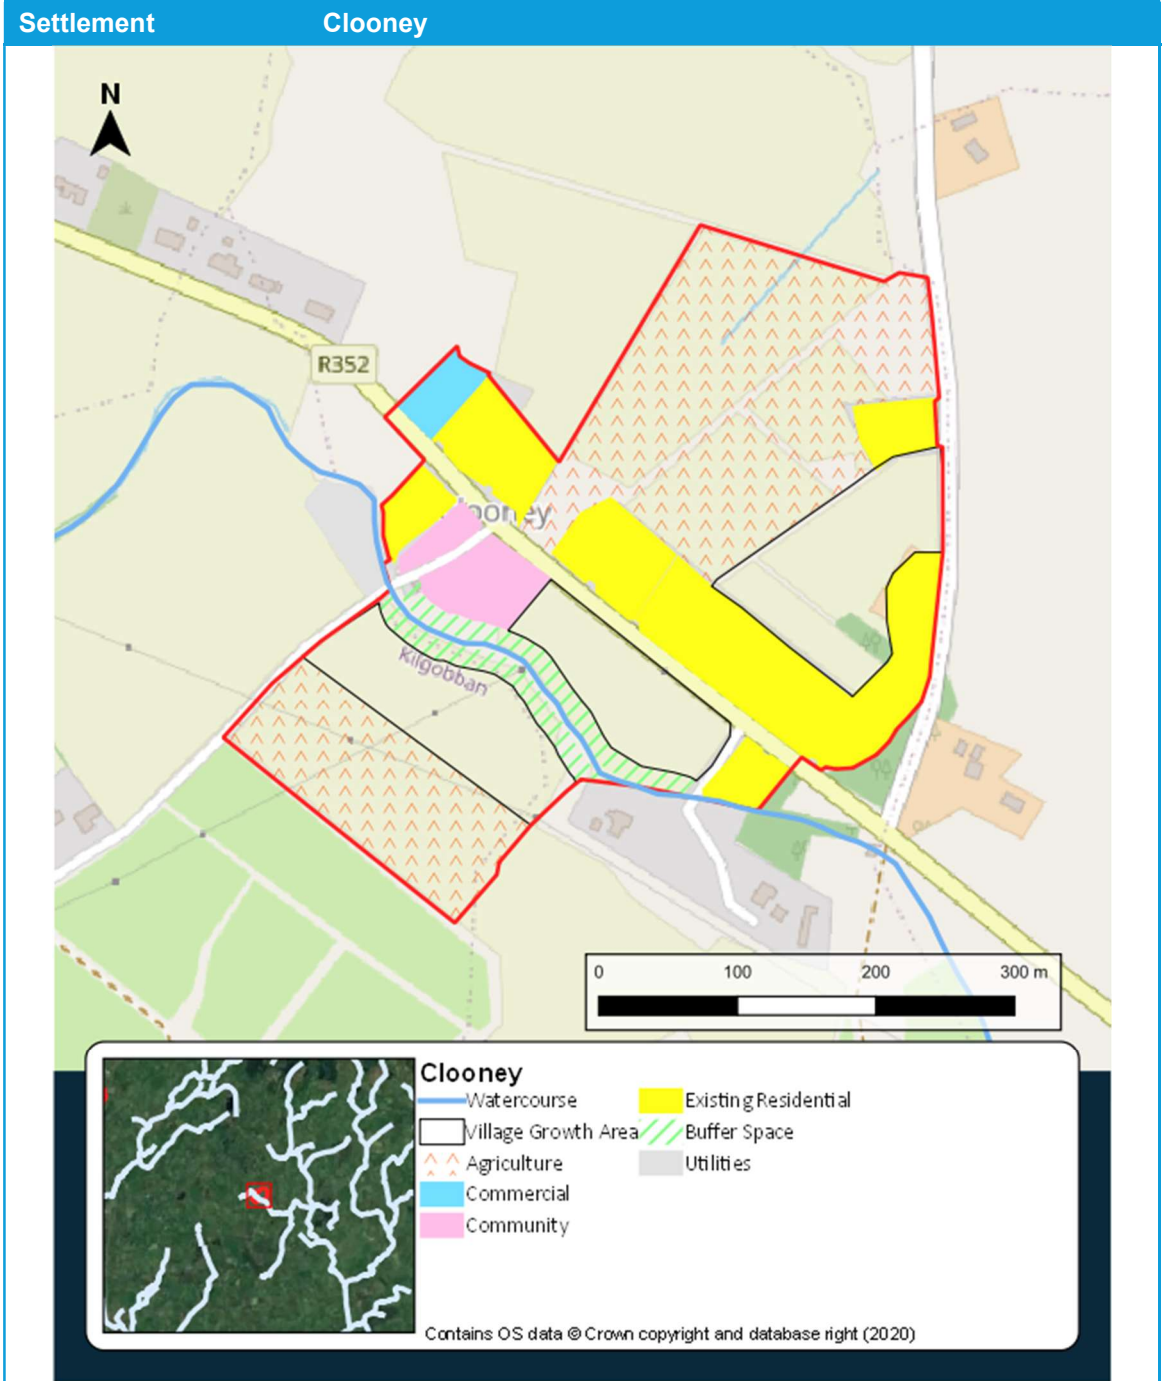 Settlement Clooney
N
R352
ooney
Kilgobban
0 100 200 300 m
Clooney
Watercourse Existing Residential
Village Growth Area Buffer Space
Agriculture Utilities
Commercial
Community
Contains OS data © Crown copyright and database right (2020)